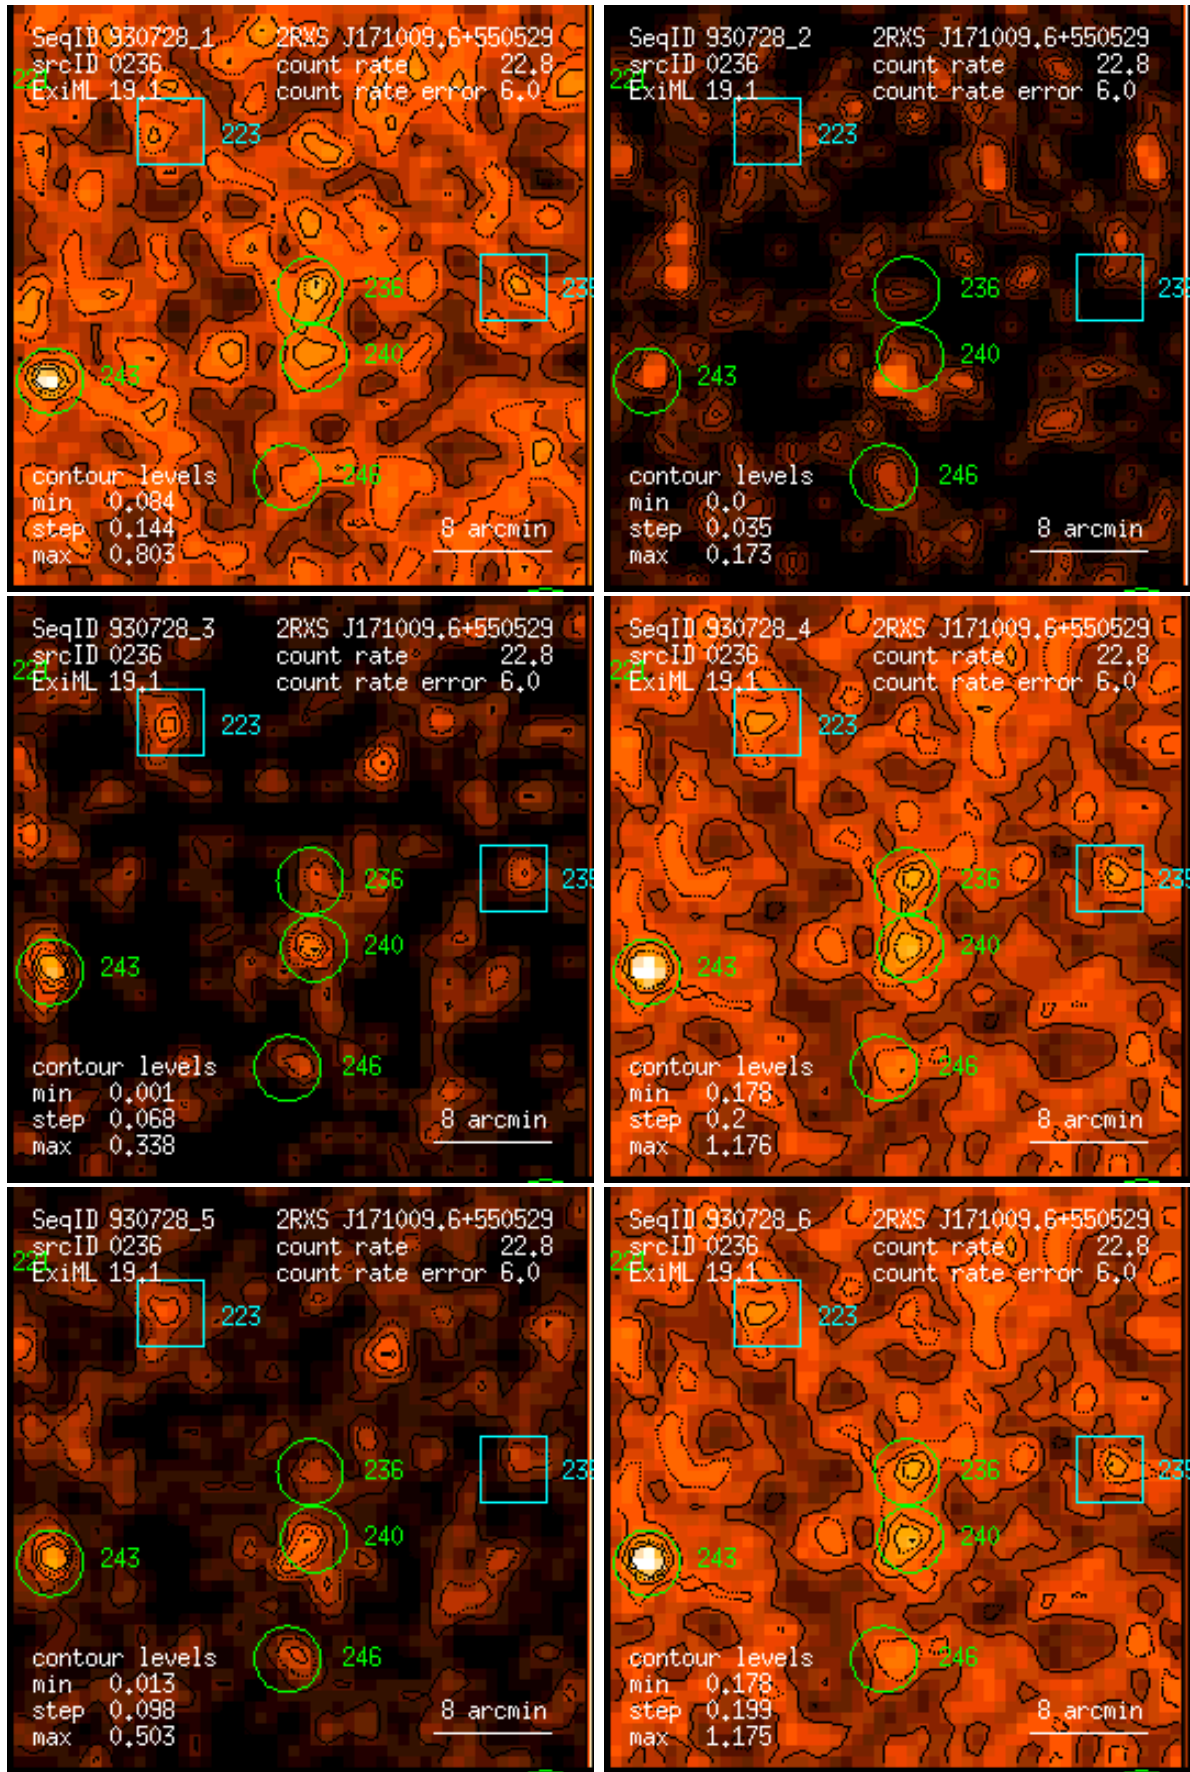 SeqID 930728_1 2RXS J171009.6+550529
srcID 0236 count rate 22.8
ExiML 19.1 count rate error 6.0
221
223
236
235
240
243
246
contour levels
min 0.084
step 0.144 8 arcmin
max 0.803
SeqID 930728_2 2RXS J171009.6+550529
srcID 0236 count rate 22.8
ExiML 19.1 count rate error 6.0
221
223
236
235
240
243
246
contour levels
min 0.0
step 0.035 8 arcmin
max 0.173
SeqID 930728_3 2RXS J171009.6+550529
srcID 0236 count rate 22.8
ExiML 19.1 count rate error 6.0
221
223
236
235
240
243
246
contour levels
min 0.001
step 0.068 8 arcmin
max 0.338
SeqID 930728_4 2RXS J171009.6+550529
srcID 0236 count rate 22.8
ExiML 19.1 count rate error 6.0
221
223
236
235
240
243
246
contour levels
min 0.178
step 0.2 8 arcmin
max 1.176
SeqID 930728_5 2RXS J171009.6+550529
srcID 0236 count rate 22.8
ExiML 19.1 count rate error 6.0
221
223
236
235
240
243
246
contour levels
min 0.013
step 0.098 8 arcmin
max 0.503
SeqID 930728_6 2RXS J171009.6+550529
srcID 0236 count rate 22.8
ExiML 19.1 count rate error 6.0
221
223
236
235
240
243
246
contour levels
min 0.178
step 0.199 8 arcmin
max 1.175